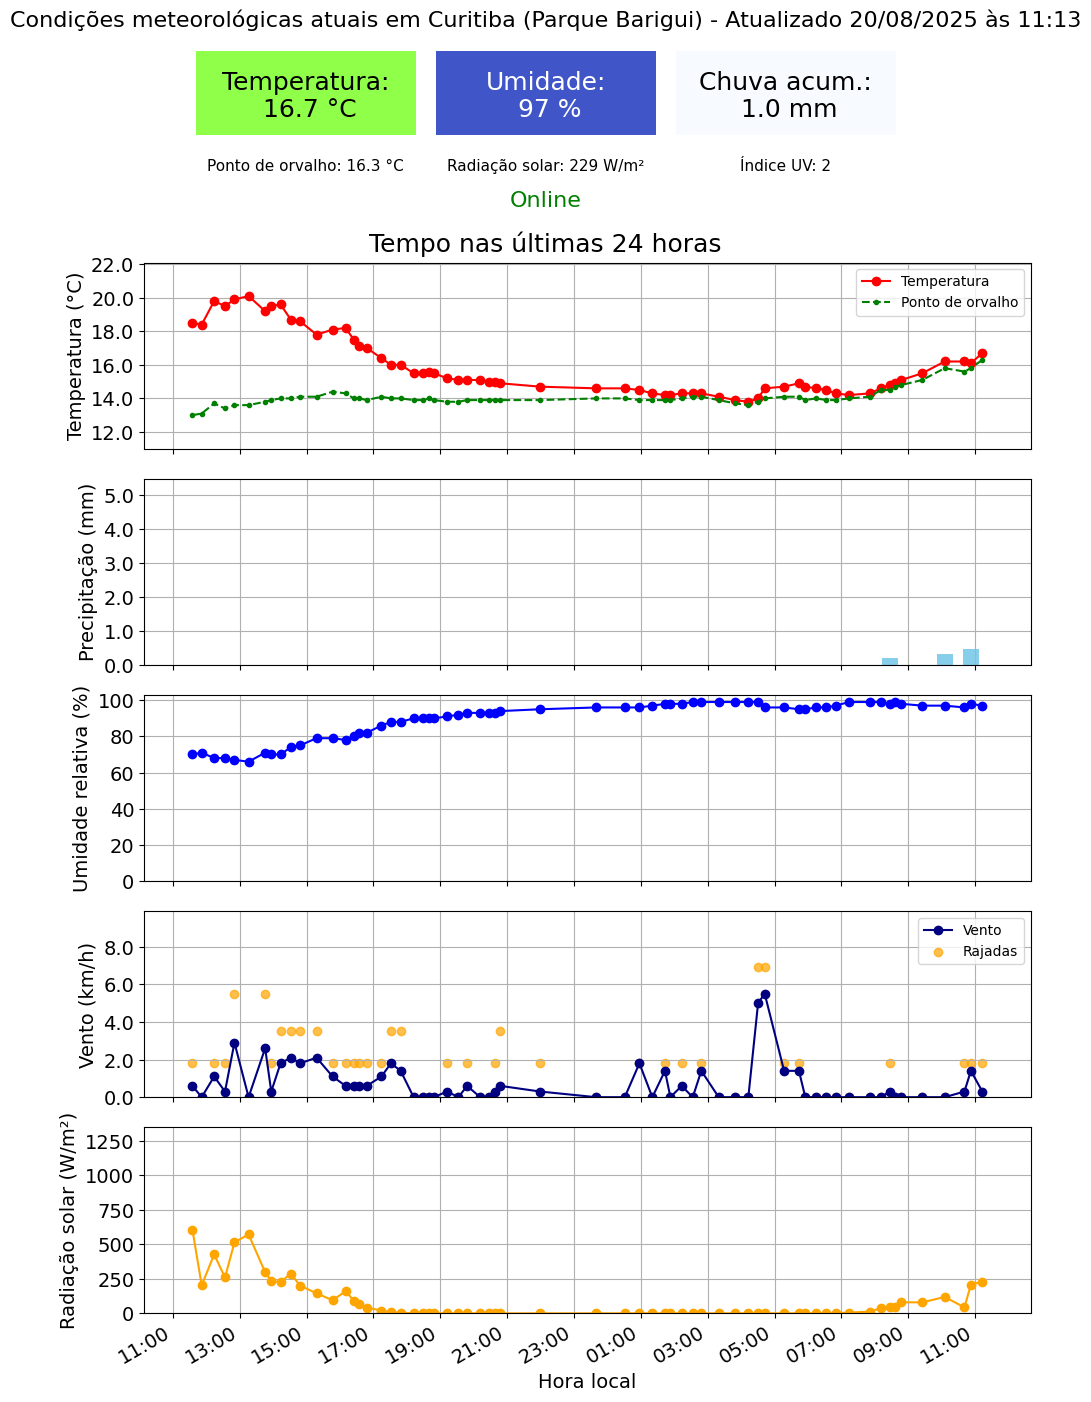 Condições meteorológicas atuais em Curitiba (Parque Barigui) - Atualizado 20/08/2025 às 11:13
Temperatura:
16.7 °C
Umidade:
97 %
Chuva acum.:
1.0 mm
Ponto de orvalho: 16.3 °C
Radiação solar: 229 W/m²
Índice UV: 2
Online
Tempo nas últimas 24 horas
Temperatura (°C)
22.0
20.0
18.0
16.0
14.0
12.0
Temperatura
Ponto de orvalho
Precipitação (mm)
5.0
4.0
3.0
2.0
1.0
0.0
Umidade relativa (%)
100
80
60
40
20
0
Vento (km/h)
8.0
6.0
4.0
2.0
0.0
Vento
Rajadas
Radiação solar (W/m²)
1250
1000
750
500
250
0
11:00
13:00
15:00
17:00
19:00
21:00
23:00
01:00
03:00
05:00
07:00
09:00
11:00
Hora local